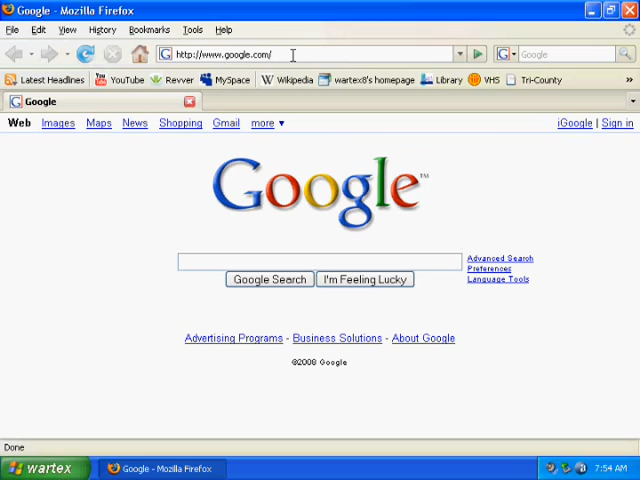 Google - Mozilla Firefox
File Edit View History Bookmarks Tools Help
http://www.google.com/ Google
Latest Headlines YouTube Revver MySpace Wikipedia wartex8's homepage Library VHS Tri-County »
Google
Web Images Maps News Shopping Gmail more ▼ iGoogle | Sign in
Google™
Advanced Search
Preferences
Google Search I'm Feeling Lucky Language Tools
Advertising Programs - Business Solutions - About Google
©2008 Google
Done
wartex Google - Mozilla Firefox 7:54 AM